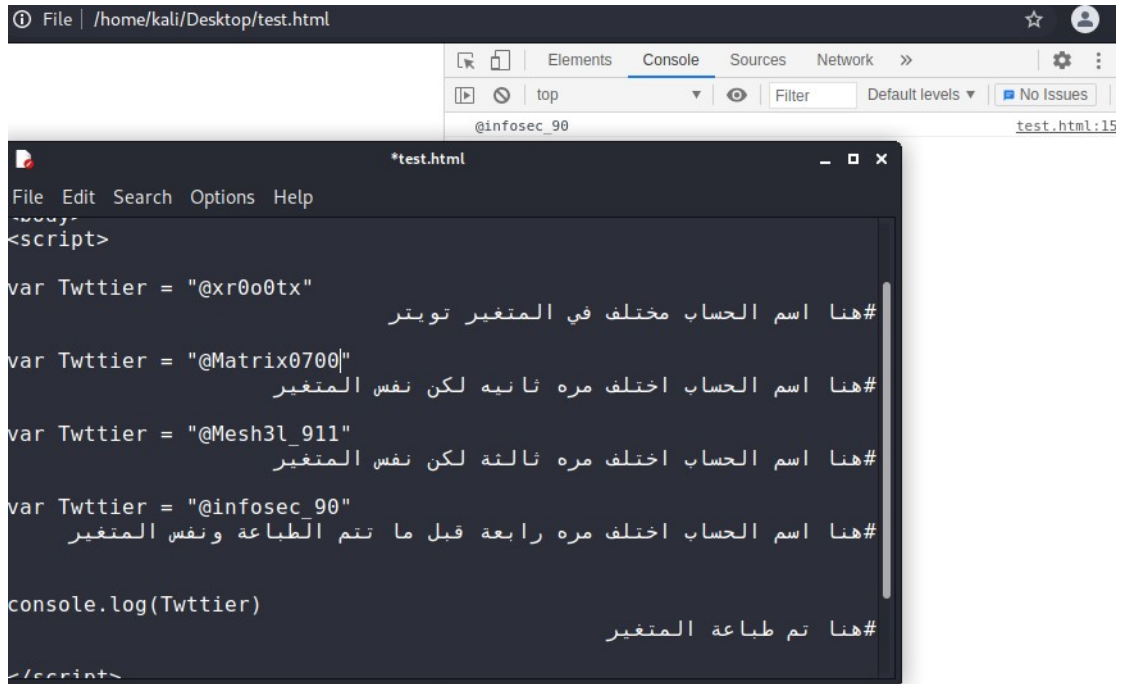 File | /home/kali/Desktop/test.html
Elements Console Sources Network »
top Filter Default levels ▼ No Issues
@infosec_90 test.html:15
*test.html
File Edit Search Options Help
<body>
<script>
var Twttier = "@xr0o0tx"
#هنا اسم الحساب مختلف في المتغير تويتر
var Twttier = "@Matrix0700"
#هنا اسم الحساب اختلف مره ثانيه لكن نفس المتغير
var Twttier = "@Mesh3l_911"
#هنا اسم الحساب اختلف مره ثالثة لكن نفس المتغير
var Twttier = "@infosec_90"
#هنا اسم الحساب اختلف مره رابعة قبل ما تتم الطباعة ونفس المتغير
console.log(Twttier)
#هنا تم طباعة المتغير
</script>